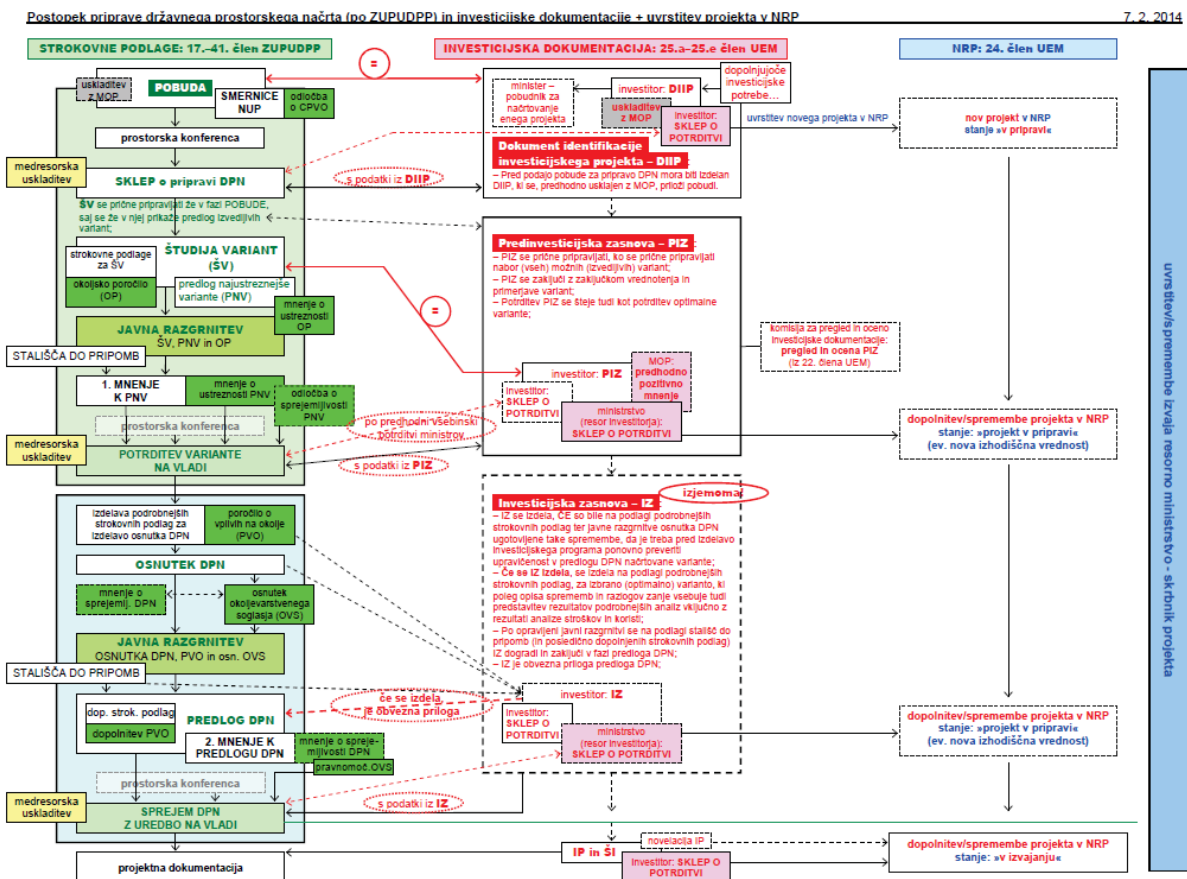 Postopek priprave državnega prostorskega načrta (po ZUPUDPP) in investicijske dokumentacije + uvrstitev projekta v NRP
7. 2. 2014
STROKOVNE PODLAGE: 17.–41. člen ZUPUDPP
INVESTICIJSKA DOKUMENTACIJA: 25.a–25.e člen UEM
NRP: 24. člen UEM
uskladitev
z MOP
POBUDA
SMERNICE
NUP
odločba
o CPVO
prostorska konferenca
medresorska
uskladitev
SKLEP o pripravi DPN
ŠV se prične pripravljati že v fazi POBUDE,
saj se že v njej prikaže predlog izvedljivih
variant;
ŠTUDIJA VARIANT
(ŠV)
strokovne podlage
za ŠV
okoljsko poročilo
(OP)
predlog najustreznejše
variante (PNV)
mnenje o
ustreznosti
OP
JAVNA RAZGRNITEV
ŠV, PNV in OP
STALIŠČA DO PRIPOMB
1. MNENJE
K PNV
mnenje o
ustreznosti PNV
odločba o
sprejemljivosti
PNV
prostorska konferenca
medresorska
uskladitev
POTRDITEV VARIANTE
NA VLADI
izdelava podrobnejših
strokovnih podlag za
izdelavo osnutka DPN
poročilo o
vplivih na okolje
(PVO)
OSNUTEK DPN
mnenje o
sprejemlj. DPN
osnutek
okoljevarstvenega
soglasja (OVS)
JAVNA RAZGRNITEV
OSNUTKA DPN, PVO in osn. OVS
STALIŠČA DO PRIPOMB
dop. strok. podlag
dopolnitev PVO
PREDLOG DPN
2. MNENJE K
PREDLOGU DPN
mnenje o spreje-
mljivosti DPN
pravnomoč.OVS
prostorska konferenca
medresorska
uskladitev
SPREJEM DPN
Z UREDBO NA VLADI
projektna dokumentacija
=
s podatki iz DIIP
=
po predhodni vsebinski
potrditvi ministrov
s podatki iz PIZ
če se izdela,
je obvezna priloga
s podatki iz IZ
minister –
pobudnik za
načrtovanje
enega projekta
investitor: DIIP
uskladitev
z MOP
investitor:
SKLEP O
POTRDITVI
dopolnjujoče
investicijske
potrebe...
Dokument identifikacije
investicijskega projekta – DIIP:
– Pred podajo pobude za pripravo DPN mora biti izdelan
DIIP, ki se, predhodno usklajen z MOP, priloži pobudi.
Predinvesticijska zasnova – PIZ:
– PIZ se prične pripravljati, ko se prične pripravljati
nabor (vseh) možnih (izvedljivih) variant;
– PIZ se zaključi z zaključkom vrednotenja in
primerjave variant;
– Potrditev PIZ se šteje tudi kot potrditev optimalne
variante;
investitor: PIZ
investitor:
SKLEP O
POTRDITVI
MOP:
predhodno
pozitivno
mnenje
ministrstvo
(resor investitorja):
SKLEP O POTRDITVI
komisija za pregled in oceno
investicijske dokumentacije:
pregled in ocena PIZ
(iz 22. člena UEM)
izjemoma!
Investicijska zasnova – IZ:
– IZ se izdela, ČE so bile na podlagi podrobnejših
strokovnih podlag ter javne razgrnitve osnutka DPN
ugotovljene take spremembe, da je treba pred izdelavo
investicijskega programa ponovno preveriti
upravičenost v predlogu DPN načrtovane variante;
– Če se IZ izdela, se izdela na podlagi podrobnejših
strokovnih podlag, za izbrano (optimalno) varianto, ki
poleg opisa sprememb in razlogov zanje vsebuje tudi
predstavitev rezultatov podrobnejših analiz vključno z
rezultati analize stroškov in koristi;
– Po opravljeni javni razgrnitvi se na podlagi stališč do
pripomb (in posledično dopolnjenih strokovnih podlag)
IZ dogradi in zaključi v fazi predloga DPN;
– IZ je obvezna priloga predloga DPN;
investitor: IZ
investitor:
SKLEP O
POTRDITVI
ministrstvo
(resor investitorja):
SKLEP O POTRDITVI
IP in ŠI
novelacija IP
investitor: SKLEP O
POTRDITVI
uvrstitev novega projekta v NRP
nov projekt v NRP
stanje »v pripravi«
dopolnitev/spremembe projekta v NRP
stanje: »projekt v pripravi«
(ev. nova izhodiščna vrednost)
dopolnitev/spremembe projekta v NRP
stanje: »projekt v pripravi«
(ev. nova izhodiščna vrednost)
dopolnitev/spremembe projekta v NRP
stanje: »v izvajanju«
uvrstitev/spremembe izvaja resorno ministrstvo - skrbnik projekta